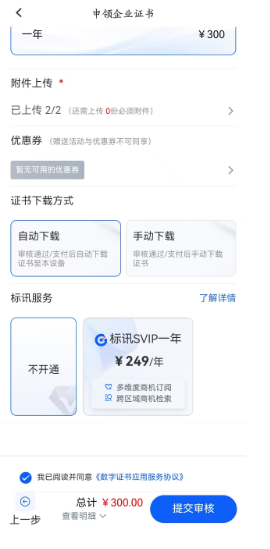 申领企业证书
一年 ¥300
附件上传 *
已上传 2/2 (还需上传 0份必须附件)
优惠券 (赠送活动与优惠券不可同享)
暂无可用的优惠券
证书下载方式
自动下载
审核通过/支付后自动下载
证书至本设备
手动下载
审核通过/支付后手动下载
证书
标讯服务 了解详情
不开通
标讯SVIP一年
¥249/年
多维度商机订阅
跨区域商机检索
我已阅读并同意《数字证书应用服务协议》
上一步
总计 ¥300.00
查看明细
提交审核